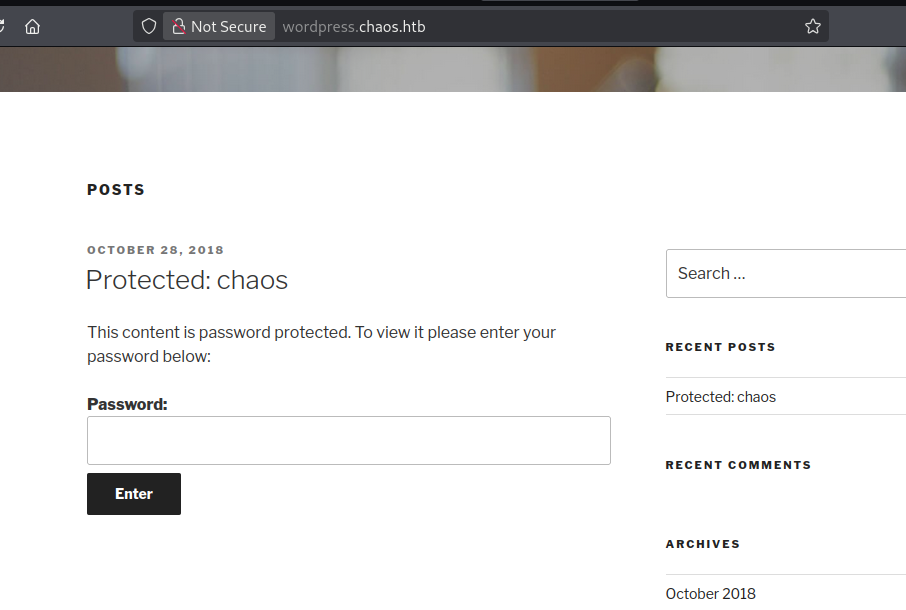 Not Secure
wordpress.chaos.htb
POSTS
OCTOBER 28, 2018
Protected: chaos
This content is password protected. To view it please enter your
password below:
Password:
Enter
Search …
RECENT POSTS
Protected: chaos
RECENT COMMENTS
ARCHIVES
October 2018